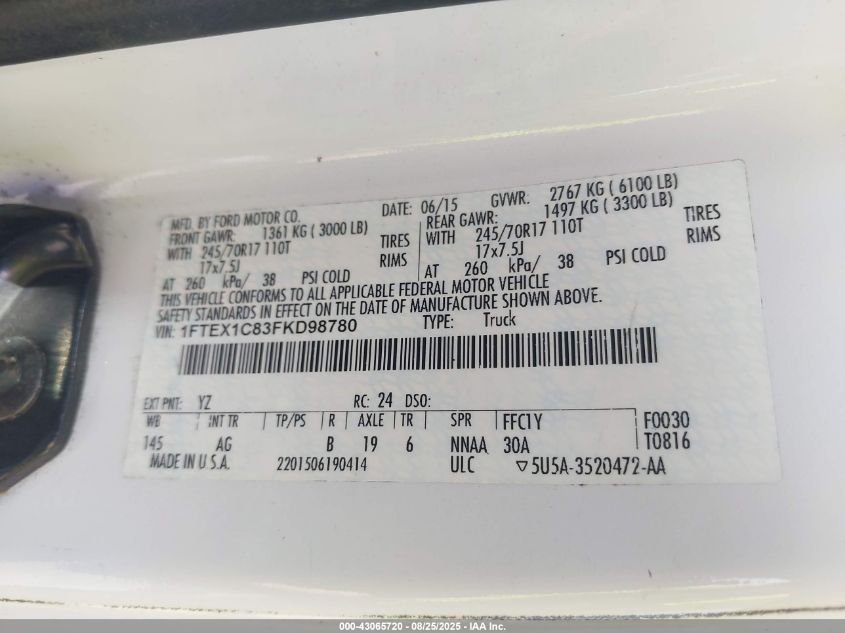 MFD. BY FORD MOTOR CO. DATE: 06/15 GVWR: 2767 KG ( 6100 LB)
FRONT GAWR: 1361 KG ( 3000 LB) REAR GAWR: 1497 KG ( 3300 LB)
WITH 245/70R17 110T TIRES WITH 245/70R17 110T TIRES
17x7.5J RIMS 17x7.5J RIMS
AT 260 kPa/ 38 PSI COLD AT 260 kPa/ 38 PSI COLD
THIS VEHICLE CONFORMS TO ALL APPLICABLE FEDERAL MOTOR VEHICLE
SAFETY STANDARDS IN EFFECT ON THE DATE OF MANUFACTURE SHOWN ABOVE.
VIN: 1FTEX1C83FKD98780 TYPE: Truck
EXT PNT: YZ RC: 24 DSO:
WB INT TR TP/PS R AXLE TR SPR FFC1Y F0030
145 AG B 19 6 NNAA 30A T0816
MADE IN U.S.A. 2201506190414 ULC ▽5U5A-3520472-AA
000-43065720 - 08/25/2025 - IAA Inc.